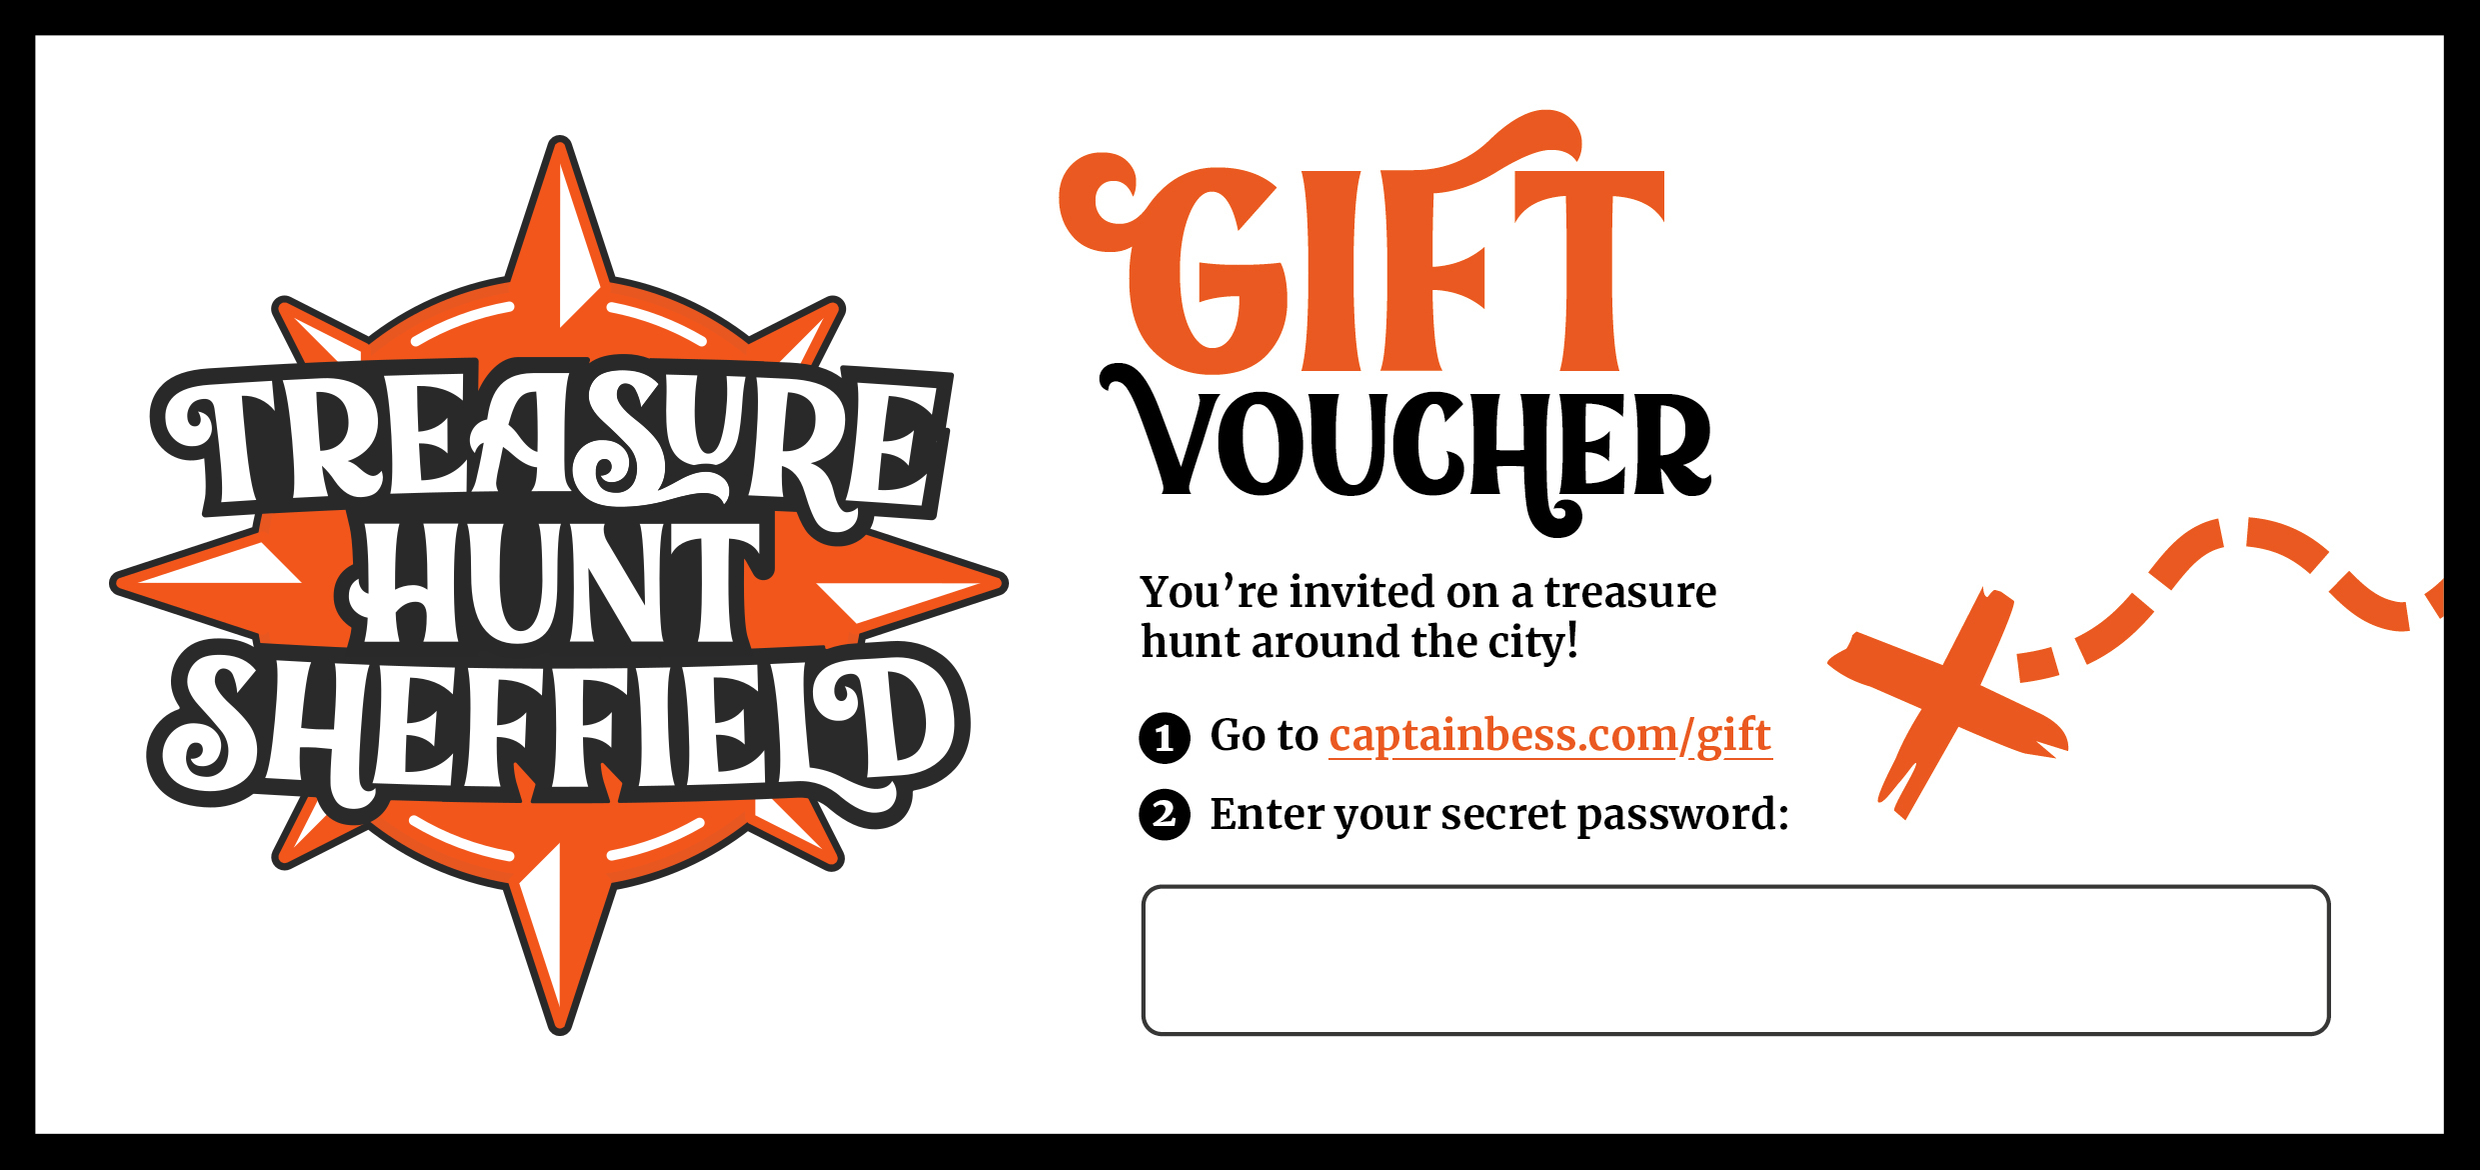 TREASURE
HUNT
SHEFFIELD
GIFT
VOUCHER
You’re invited on a treasure
hunt around the city!
1 Go to captainbess.com/gift
2 Enter your secret password: